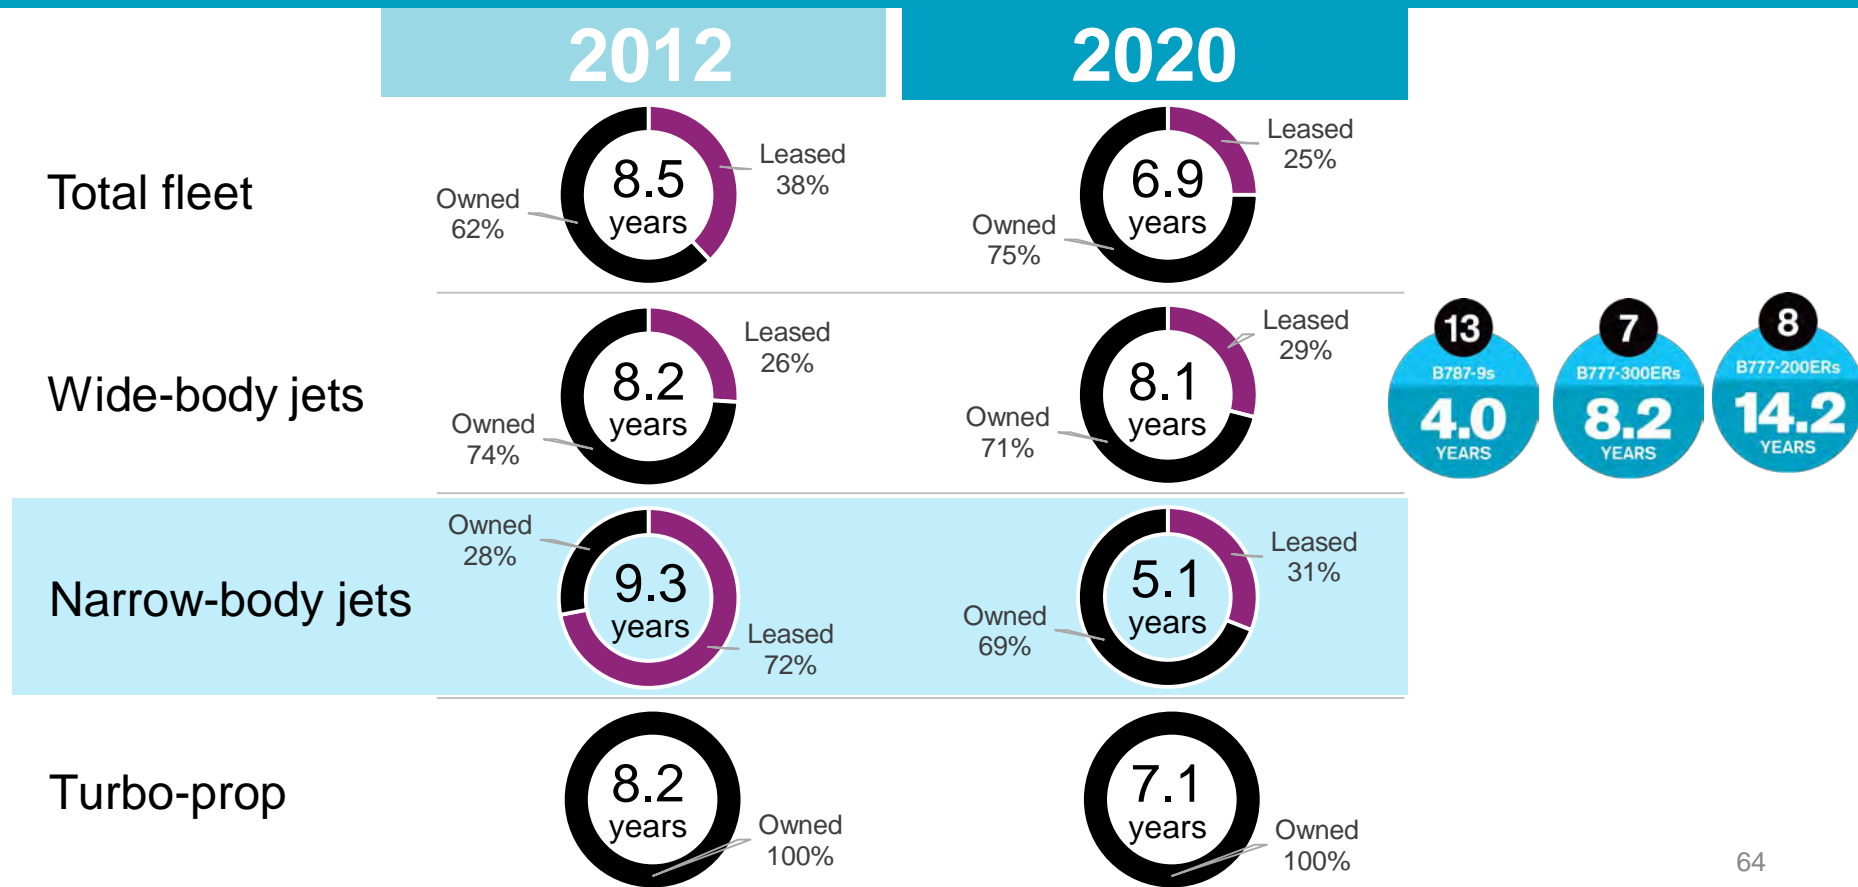 2012
2020
Total fleet
Owned
62%
8.5
years
Leased
38%
Owned
75%
6.9
years
Leased
25%
Wide-body jets
Owned
74%
8.2
years
Leased
26%
Owned
71%
8.1
years
Leased
29%
13
B787-9s
4.0
YEARS
7
B777-300ERs
8.2
YEARS
8
B777-200ERs
14.2
YEARS
Narrow-body jets
Owned
28%
9.3
years
Leased
72%
Owned
69%
5.1
years
Leased
31%
Turbo-prop
8.2
years
Owned
100%
7.1
years
Owned
100%
64